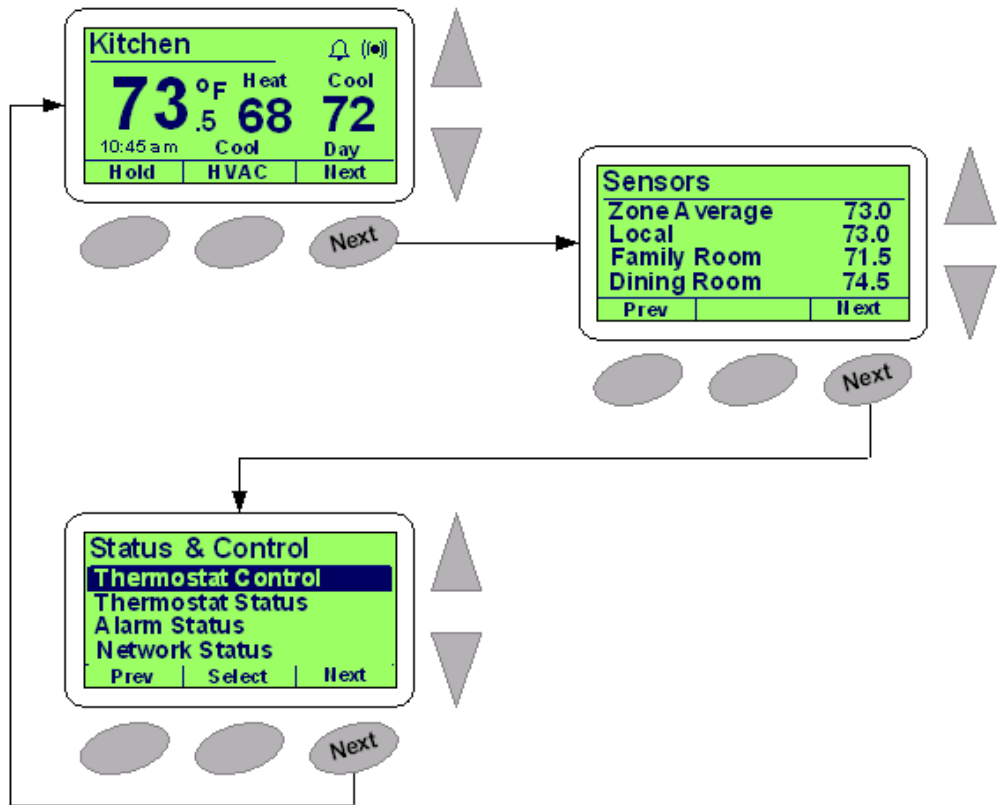 Kitchen
Heat Cool
73.5 °F 68 72
10:45 am Cool Day
Hold HVAC Next
Next
Sensors
Zone Average 73.0
Local 73.0
Family Room 71.5
Dining Room 74.5
Prev Next
Next
Status & Control
Thermostat Control
Thermostat Status
Alarm Status
Network Status
Prev Select Next
Next